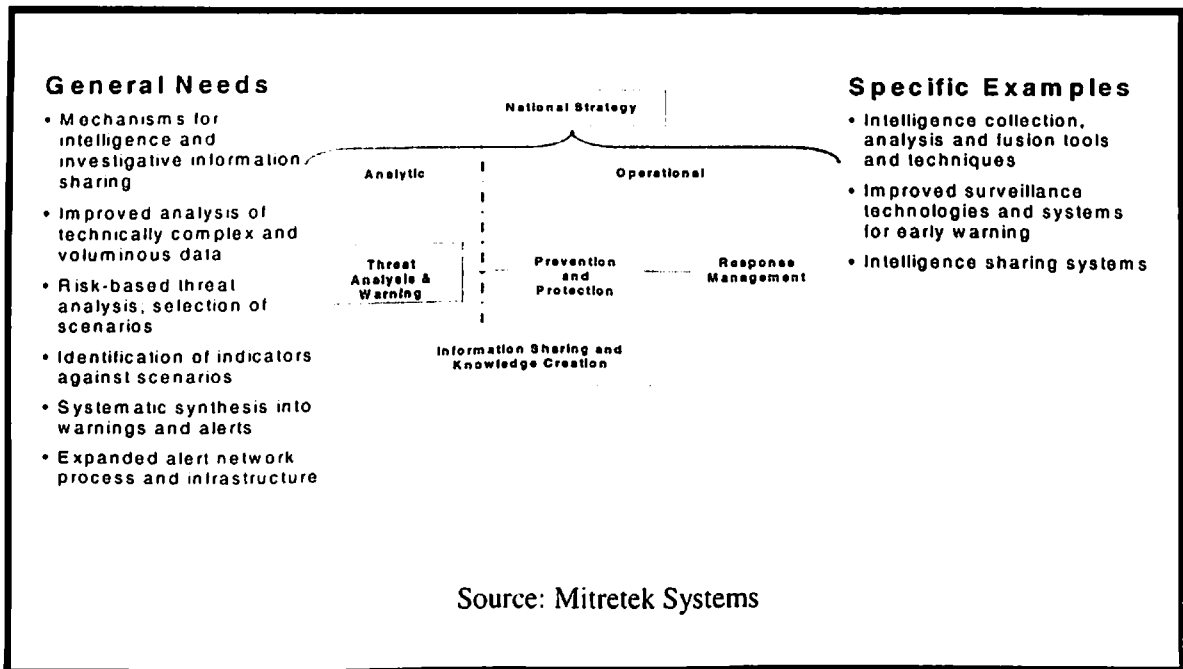 General Needs
• Mechanisms for
intelligence and
investigative information
sharing
• Improved analysis of
technically complex and
voluminous data
• Risk-based threat
analysis, selection of
scenarios
• Identification of indicators
against scenarios
• Systematic synthesis into
warnings and alerts
• Expanded alert network
process and infrastructure
National Strategy
Analytic
Operational
Threat
Analysis &
Warning
Prevention
and
Protection
Response
Management
Information Sharing and
Knowledge Creation
Specific Examples
• Intelligence collection,
analysis and fusion tools
and techniques
• Improved surveillance
technologies and systems
for early warning
• Intelligence sharing systems
Source: Mitretek Systems